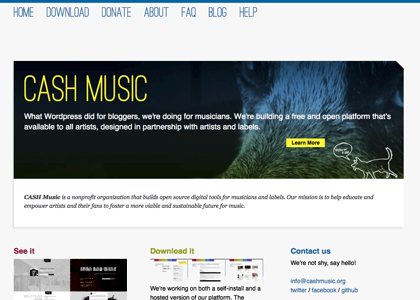 HOME DOWNLOAD DONATE ABOUT FAQ BLOG HELP
CASH MUSIC
What Wordpress did for bloggers, we're doing for musicians. We're building a free and open platform that's
available to all artists, designed in partnership with artists and labels.
Learn More
CASH Music is a nonprofit organization that builds open source digital tools for musicians and labels. Our mission is to help educate and
empower artists and their fans to foster a more viable and sustainable future for music.
See it
Download it
We're working on both a self-install and a
hosted version of our platform. The
Contact us
We're not shy, say hello!
info@cashmusic.org
twitter / facebook / github